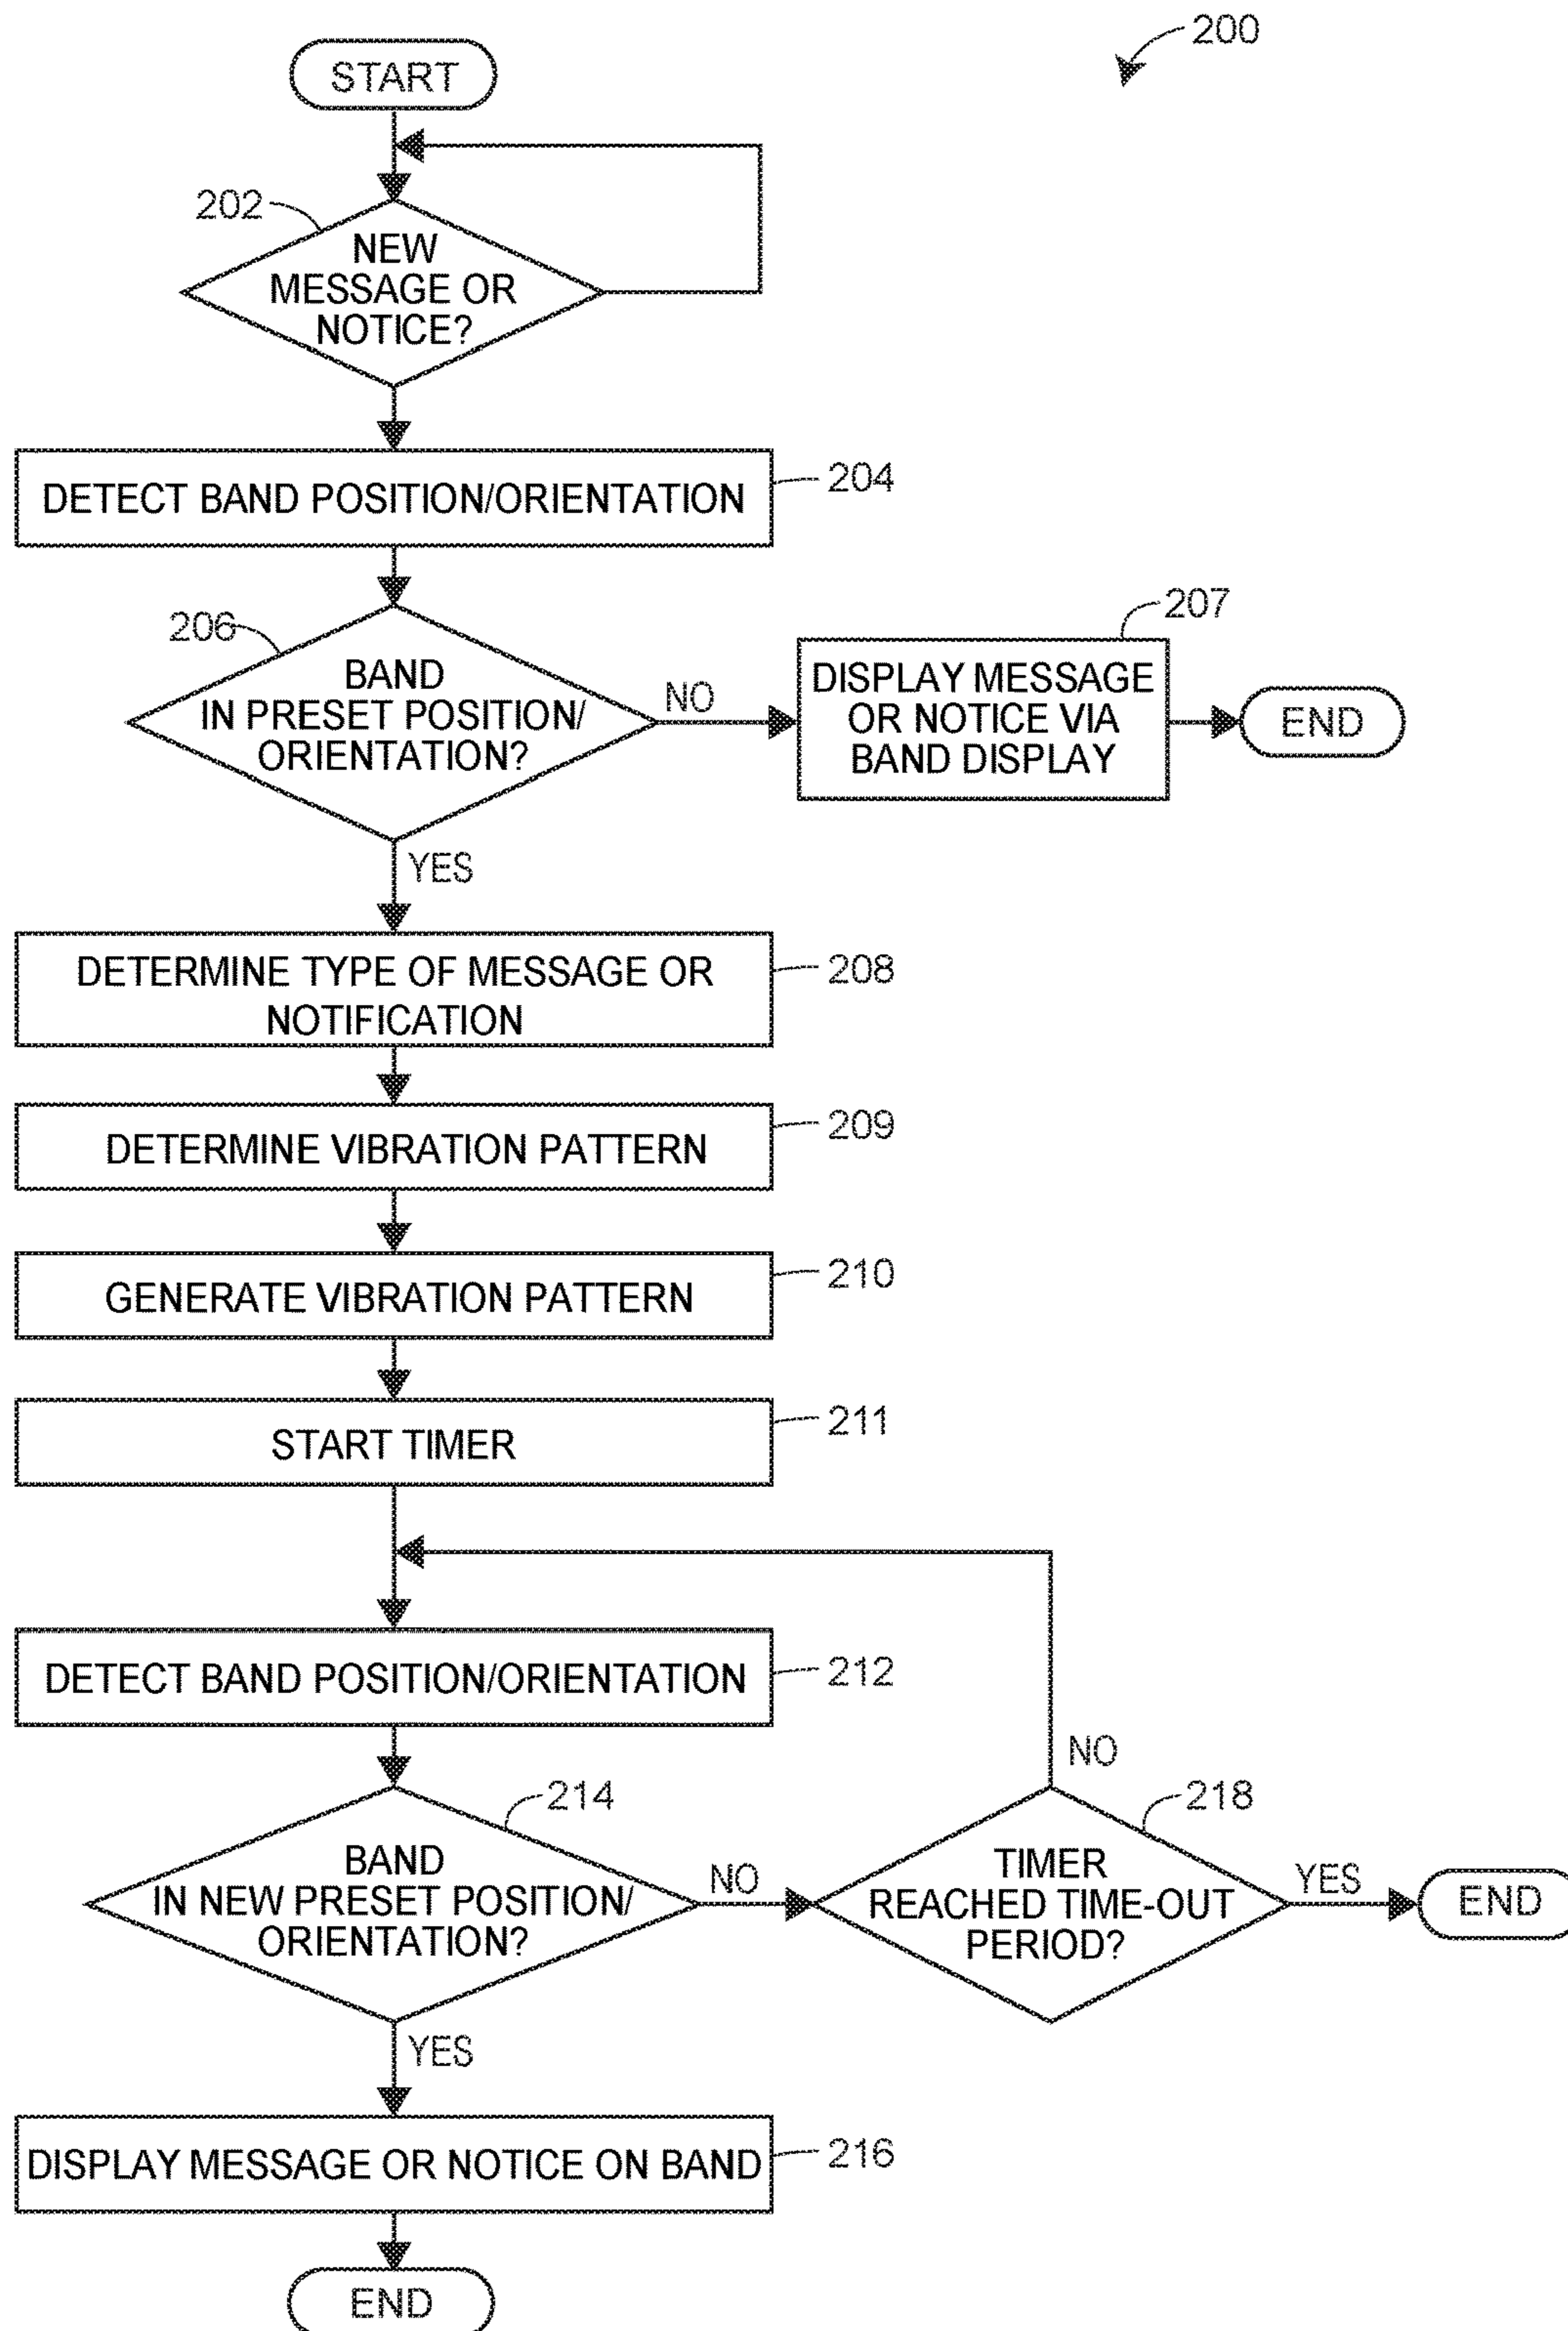 200
START
202
NEW
MESSAGE OR
NOTICE?
DETECT BAND POSITION/ORIENTATION
204
206
BAND
IN PRESET POSITION/
ORIENTATION?
NO
207
DISPLAY MESSAGE
OR NOTICE VIA
BAND DISPLAY
END
YES
DETERMINE TYPE OF MESSAGE OR
NOTIFICATION
208
DETERMINE VIBRATION PATTERN
209
GENERATE VIBRATION PATTERN
210
START TIMER
211
DETECT BAND POSITION/ORIENTATION
212
214
BAND
IN NEW PRESET POSITION/
ORIENTATION?
NO
NO
218
TIMER
REACHED TIME-OUT
PERIOD?
YES
END
YES
DISPLAY MESSAGE OR NOTICE ON BAND
216
END